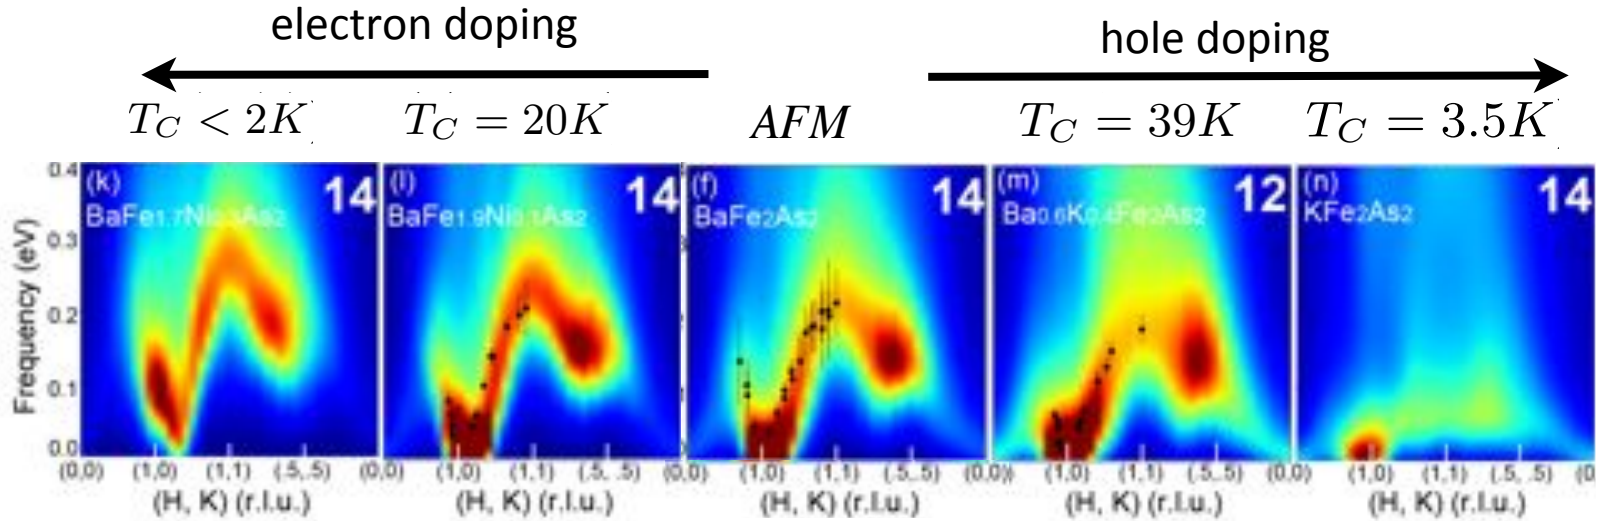 electron doping
hole doping
T_C < 2K
T_C = 20K
AFM
T_C = 39K
T_C = 3.5K
(k) 14
BaFe1.7Ni0.3As2
(l) 14
BaFe1.9Ni0.1As2
(f) 14
BaFe2As2
(m) 12
Ba0.6K0.4Fe2As2
(n) 14
KFe2As2
Frequency (eV)
0.4
0.3
0.2
0.1
0.0
(0,0) (1,0) (1,1) (.5,.5) (0,0) (1,0) (1,1) (.5,.5) (0,0) (1,0) (1,1) (.5,.5) (0,0) (1,0) (1,1) (.5,.5) (0,0) (1,0) (1,1) (.5, .5) (0
(H, K) (r.l.u.) (H, K) (r.l.u.) (H, K) (r.l.u.) (H, K) (r.l.u.) (H, K) (r.l.u.)